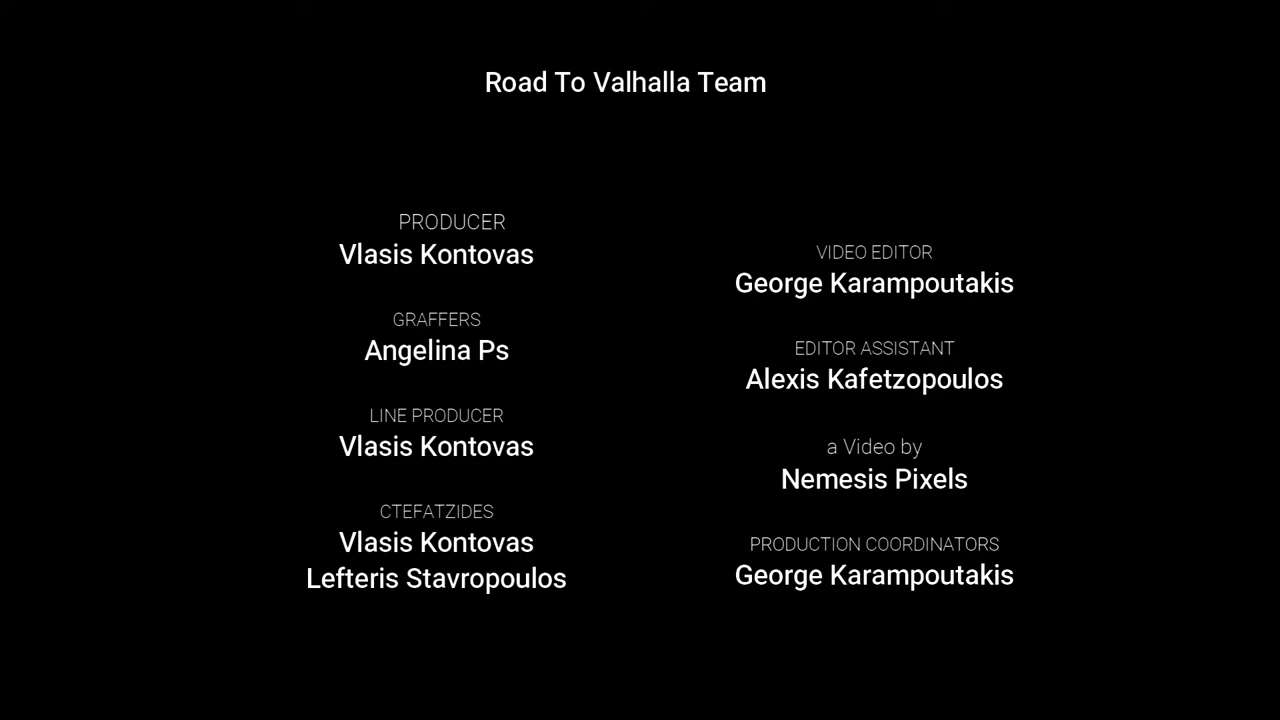 Road To Valhalla Team
PRODUCER
Vlasis Kontovas
GRAFFERS
Angelina Ps
LINE PRODUCER
Vlasis Kontovas
CTEFATZIDES
Vlasis Kontovas
Lefteris Stavropoulos
VIDEO EDITOR
George Karampoutakis
EDITOR ASSISTANT
Alexis Kafetzopoulos
a Video by
Nemesis Pixels
PRODUCTION COORDINATORS
George Karampoutakis